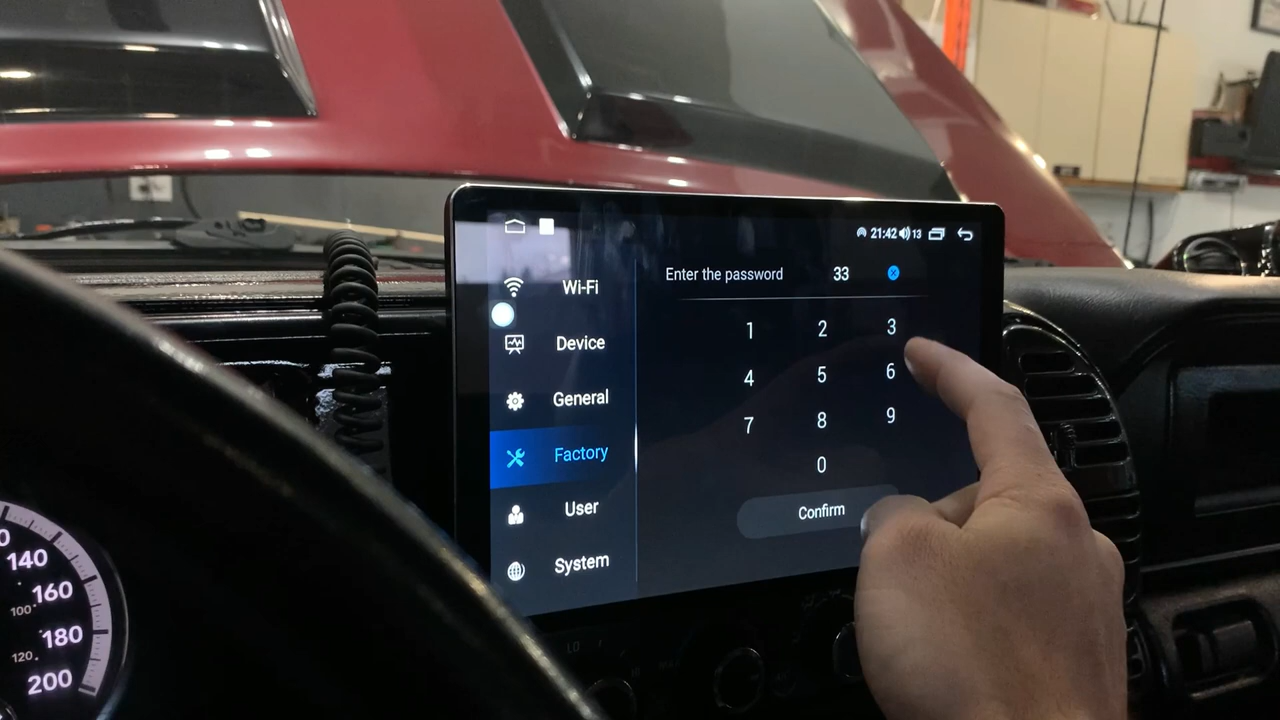 21:42 13
Enter the password 33
Wi-Fi
Device
General
Factory
User
System
1 2 3
4 5 6
7 8 9
0
Confirm
140
160
100
180
120
200
LO